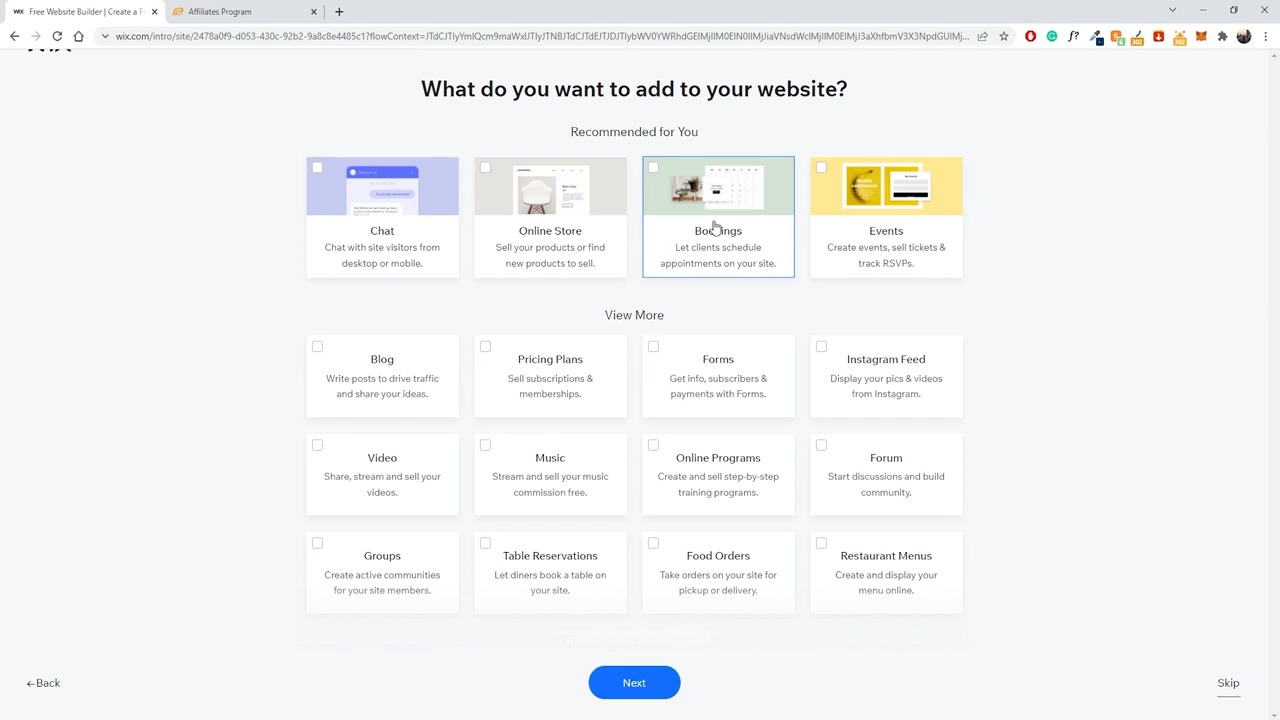 WIX Free Website Builder | Create a F
Affiliates Program
wix.com/intro/site/2478a0f9-d053-430c-92b2-9a8c8e4485c1?flowContext=JTdCJTIyYmlQcm9maWxlJTIyJTNBJTdCJTdEJTJDJTIybWV0YWRhdGElMjIlM0ElN0IlMjJiaVNsdWclMjIlM0ElMjJ3aXhfbmV3X3NpdGUlMj...
What do you want to add to your website?
Recommended for You
Chat
Chat with site visitors from
desktop or mobile.
Online Store
Sell your products or find
new products to sell.
Bookings
Let clients schedule
appointments on your site.
Events
Create events, sell tickets &
track RSVPs.
View More
Blog
Write posts to drive traffic
and share your ideas.
Pricing Plans
Sell subscriptions &
memberships.
Forms
Get info, subscribers &
payments with Forms.
Instagram Feed
Display your pics & videos
from Instagram.
Video
Share, stream and sell your
videos.
Music
Stream and sell your music
commission free.
Online Programs
Create and sell step-by-step
training programs.
Forum
Start discussions and build
community.
Groups
Create active communities
for your site members.
Table Reservations
Let diners book a table on
your site.
Food Orders
Take orders on your site for
pickup or delivery.
Restaurant Menus
Create and display your
menu online.
←Back
Next
Skip